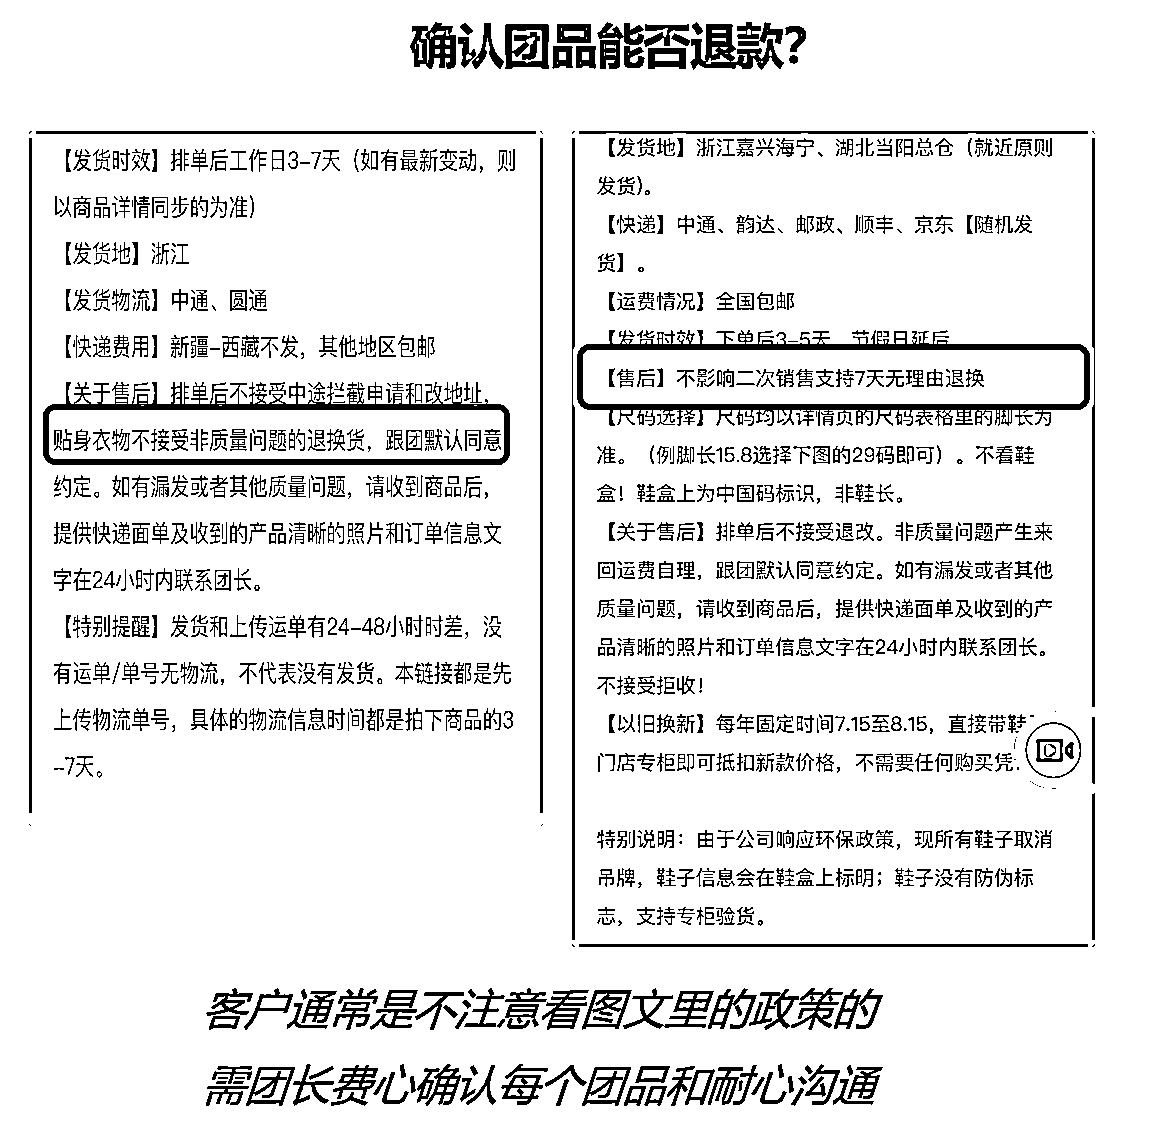 确认团品能否退款？
【发货时效】排单后工作日3-7天（如有最新变动，则
以商品详情同步的为准）
【发货地】浙江
【发货物流】中通、圆通
【快递费用】新疆-西藏不发，其他地区包邮
【关于售后】排单后不接受中途拦截申请和改地址，
贴身衣物不接受非质量问题的退换货，跟团默认同意
约定。如有漏发或者其他质量问题，请收到商品后，
提供快递面单及收到的产品清晰的照片和订单信息文
字在24小时内联系团长。
【特别提醒】发货和上传运单有24-48小时时差，没
有运单/单号无物流，不代表没有发货。本链接都是先
上传物流单号，具体的物流信息时间都是拍下商品的3
-7天。
【发货地】浙江嘉兴海宁、湖北当阳总仓（就近原则
发货）。
【快递】中通、韵达、邮政、顺丰、京东【随机发
货】。
【运费情况】全国包邮
【发货时效】下单后3-5天，节假日延后
【售后】不影响二次销售支持7天无理由退换
【尺码选择】尺码均以详情页的尺码表格里的脚长为
准。（例脚长15.8选择下图的29码即可）。不看鞋
盒！鞋盒上为中国码标识，非鞋长。
【关于售后】排单后不接受退改。非质量问题产生来
回运费自理，跟团默认同意约定。如有漏发或者其他
质量问题，请收到商品后，提供快递面单及收到的产
品清晰的照片和订单信息文字在24小时内联系团长。
不接受拒收！
【以旧换新】每年固定时间7.15至8.15，直接带鞋
门店专柜即可抵扣新款价格，不需要任何购买凭
特别说明：由于公司响应环保政策，现所有鞋子取消
吊牌，鞋子信息会在鞋盒上标明；鞋子没有防伪标
志，支持专柜验货。
客户通常是不注意看图文里的政策的
需团长费心确认每个团品和耐心沟通